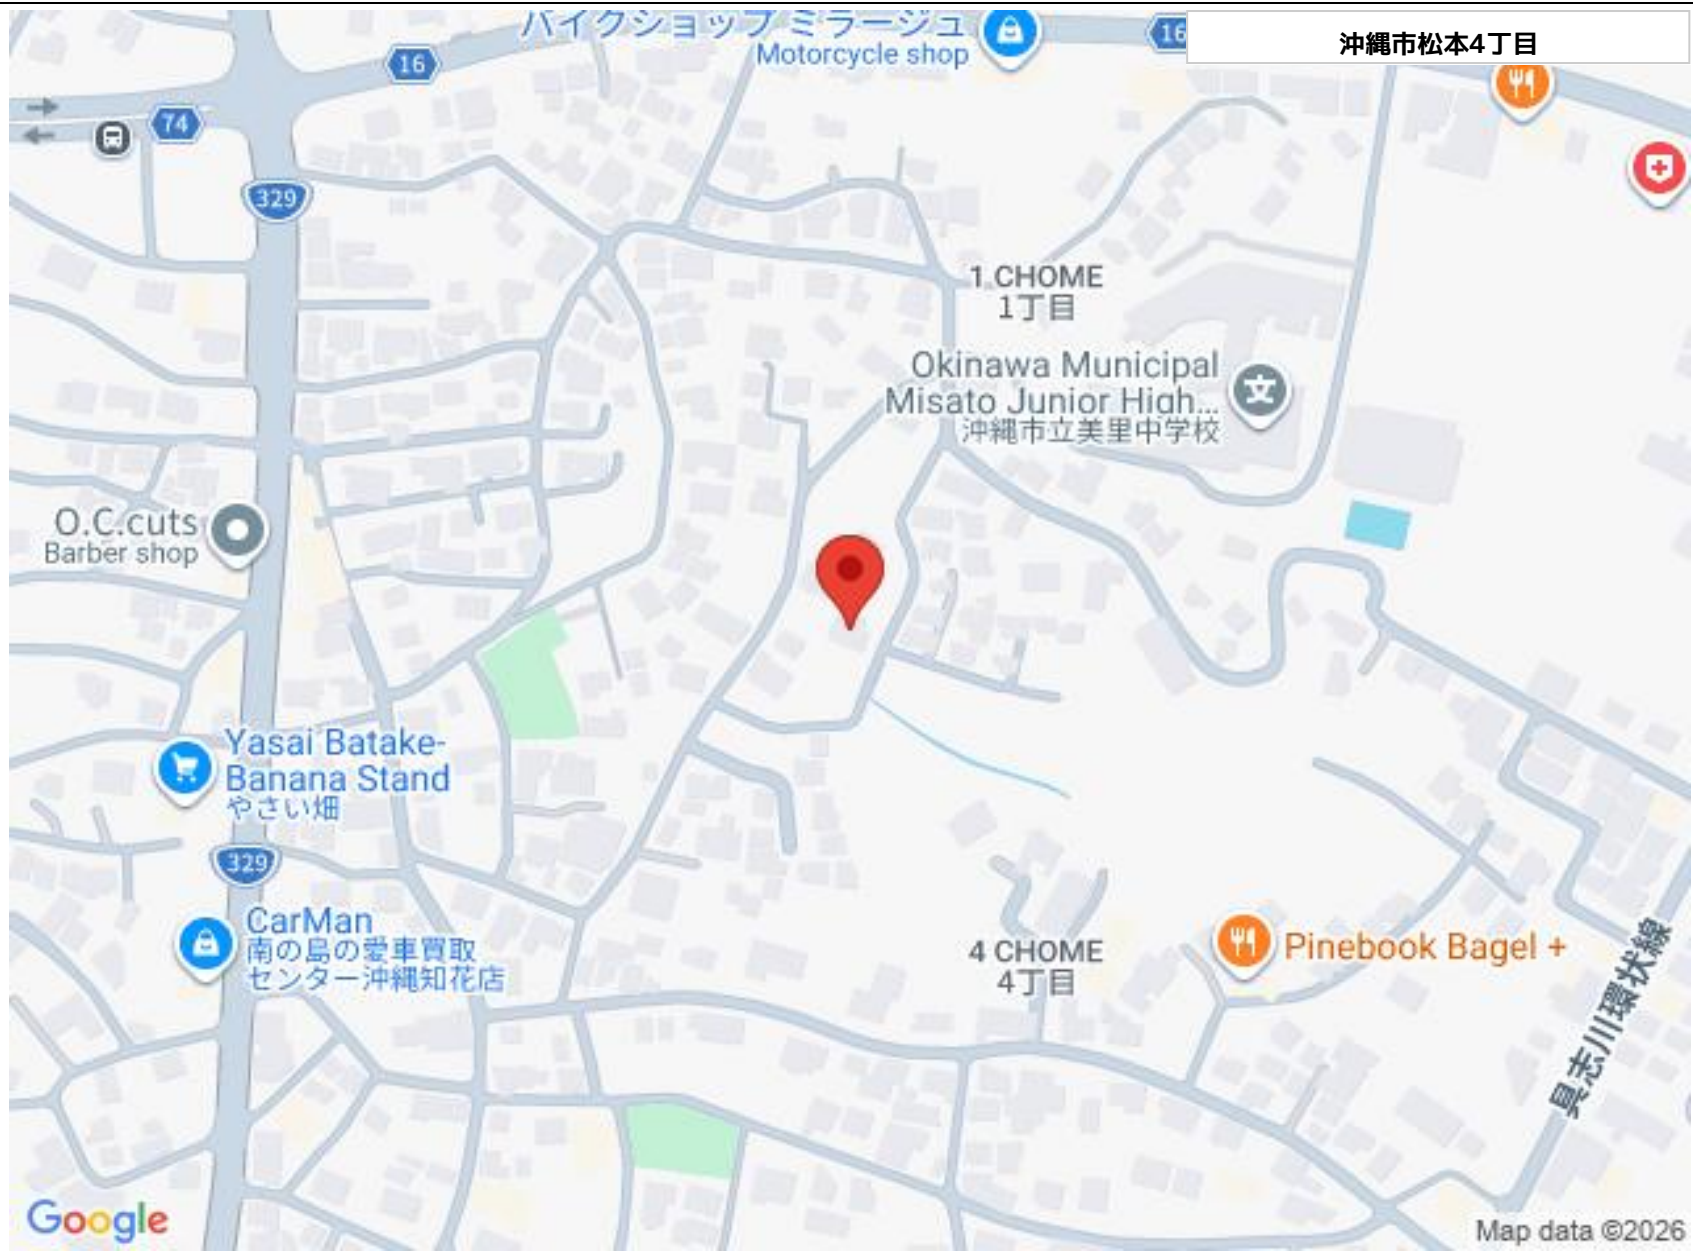 バイクショップ ミラージュ
Motorcycle shop
16
16
沖縄市松本4丁目
74
329
1 CHOME
1丁目
Okinawa Municipal
Misato Junior High...
沖縄市立美里中学校
文
O.C.cuts
Barber shop
Yasai Batake-
Banana Stand
やさい畑
329
CarMan
南の島の愛車買取
センター沖縄知花店
4 CHOME
4丁目
Pinebook Bagel +
具志川環状線
Google
Map data ©2026